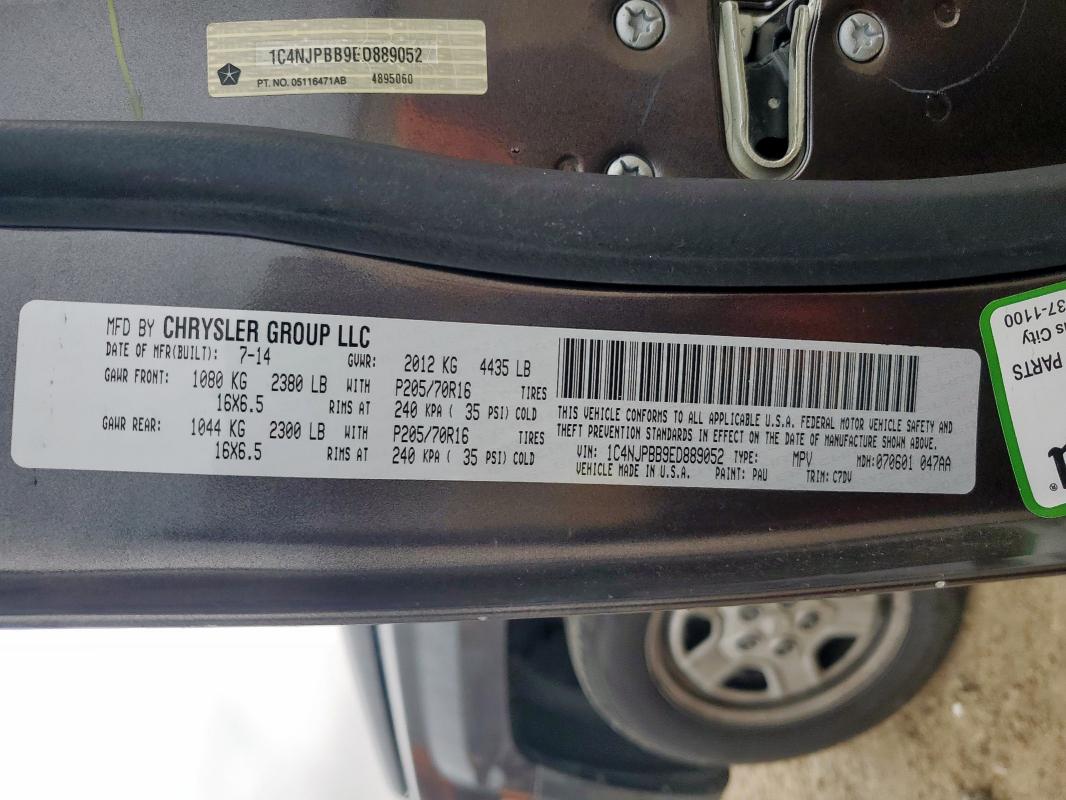 1C4NJPBB9ED889052
PT. NO. 05116471AB 4895060
MFD BY CHRYSLER GROUP LLC
DATE OF MFR(BUILT): 7-14 GVWR: 2012 KG 4435 LB
GAWR FRONT: 1080 KG 2380 LB WITH P205/70R16 TIRES
16X6.5 RIMS AT 240 KPA ( 35 PSI) COLD
GAWR REAR: 1044 KG 2300 LB WITH P205/70R16 TIRES
16X6.5 RIMS AT 240 KPA ( 35 PSI) COLD
THIS VEHICLE CONFORMS TO ALL APPLICABLE U.S.A. FEDERAL MOTOR VEHICLE SAFETY AND
THEFT PREVENTION STANDARDS IN EFFECT ON THE DATE OF MANUFACTURE SHOWN ABOVE.
VIN: 1C4NJPBB9ED889052 TYPE: MPV MDH:070601 047AA
VEHICLE MADE IN U.S.A. PAINT: PAU TRIM: C7DV
PARTS
City
37-1100
®